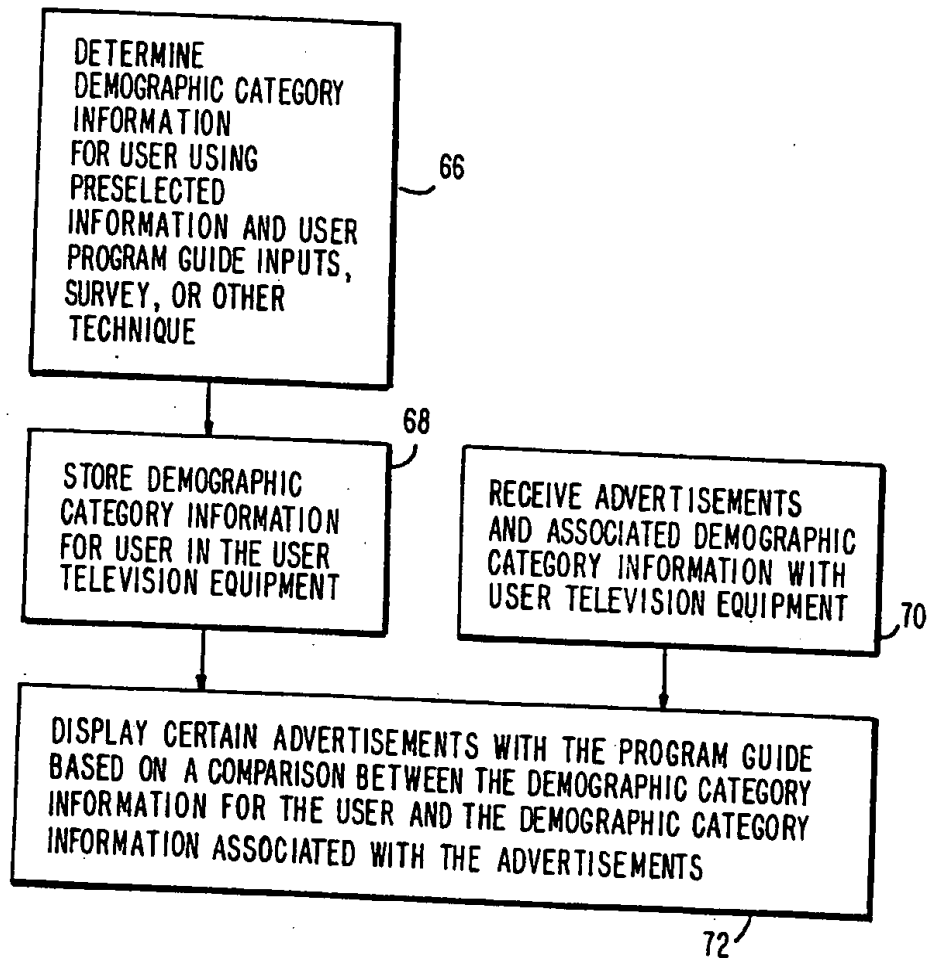 DETERMINE
DEMOGRAPHIC CATEGORY
INFORMATION
FOR USER USING
PRESELECTED
INFORMATION AND USER
PROGRAM GUIDE INPUTS,
SURVEY, OR OTHER
TECHNIQUE
66
68
STORE DEMOGRAPHIC
CATEGORY INFORMATION
FOR USER IN THE USER
TELEVISION EQUIPMENT
RECEIVE ADVERTISEMENTS
AND ASSOCIATED DEMOGRAPHIC
CATEGORY INFORMATION WITH
USER TELEVISION EQUIPMENT
70
DISPLAY CERTAIN ADVERTISEMENTS WITH THE PROGRAM GUIDE
BASED ON A COMPARISON BETWEEN THE DEMOGRAPHIC CATEGORY
INFORMATION FOR THE USER AND THE DEMOGRAPHIC CATEGORY
INFORMATION ASSOCIATED WITH THE ADVERTISEMENTS
72